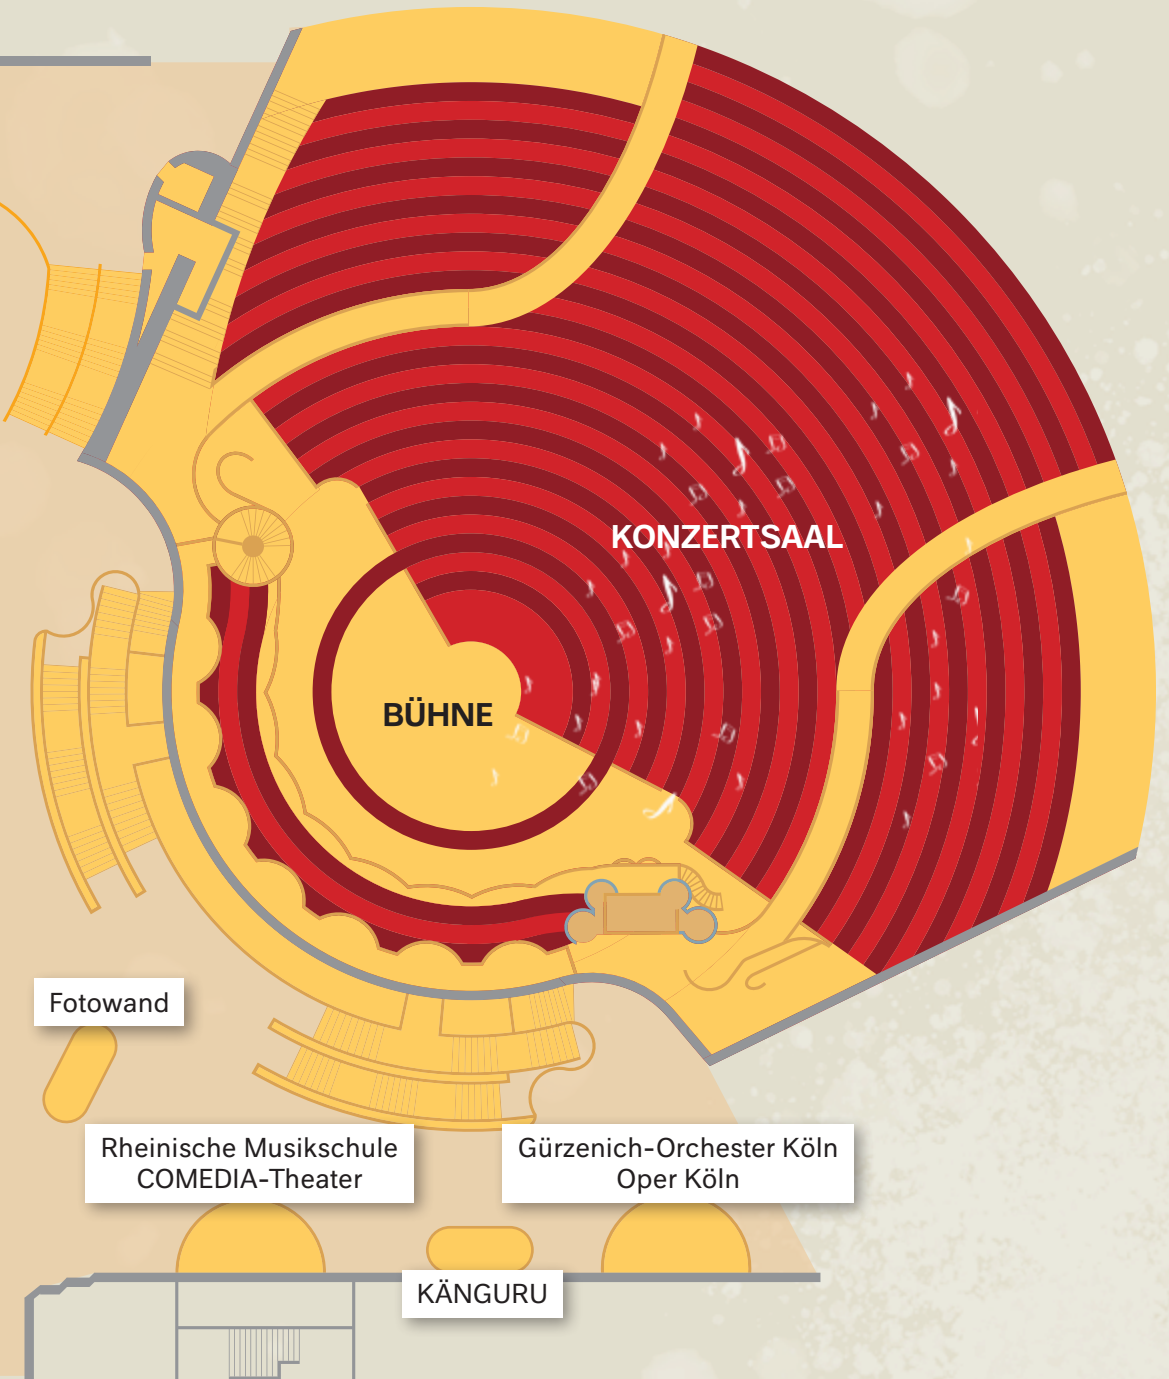 KONZERTSAAL
BÜHNE
Fotowand
Rheinische Musikschule
COMEDIA-Theater
Gürzenich-Orchester Köln
Oper Köln
KÄNGURU